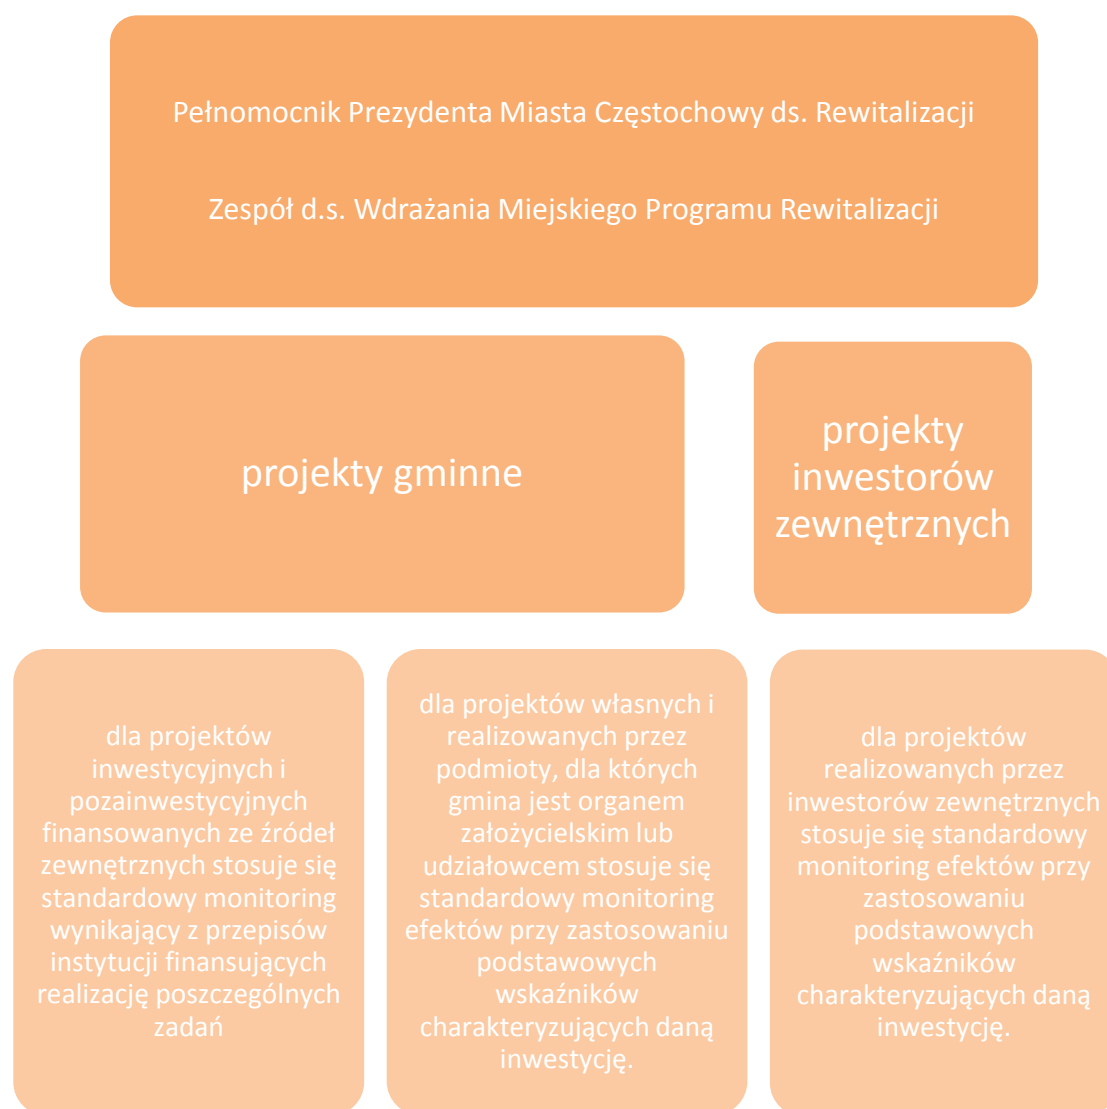 Pełnomocnik Prezydenta Miasta Częstochowy ds. Rewitalizacji
Zespół d.s. Wdrażania Miejskiego Programu Rewitalizacji
projekty gminne
projekty
inwestorów
zewnętrznych
dla projektów
inwestycyjnych i
pozainwestycyjnych
finansowanych ze źródeł
zewnętrznych stosuje się
standardowy monitoring
wynikający z przepisów
instytucji finansujących
realizację poszczególnych
zadań
dla projektów własnych i
realizowanych przez
podmioty, dla których
gmina jest organem
założycielskim lub
udziałowcem stosuje się
standardowy monitoring
efektów przy zastosowaniu
podstawowych
wskaźników
charakteryzujących daną
inwestycję.
dla projektów
realizowanych przez
inwestorów zewnętrznych
stosuje się standardowy
monitoring efektów przy
zastosowaniu
podstawowych
wskaźników
charakteryzujących daną
inwestycję.